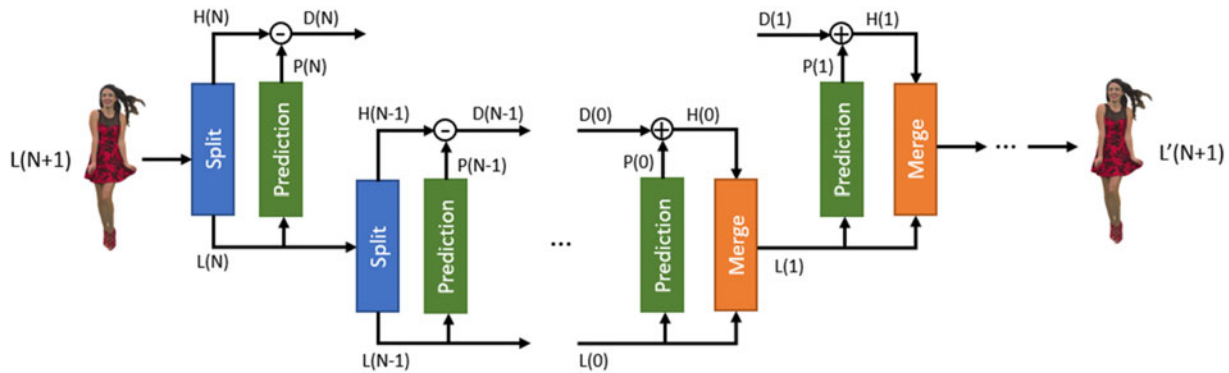 H(N)
D(N)
P(N)
L(N+1)
Split
Prediction
L(N)
H(N-1)
D(N-1)
P(N-1)
Split
Prediction
L(N-1)
...
D(0)
H(0)
P(0)
Prediction
Merge
L(0)
L(1)
D(1)
H(1)
P(1)
Prediction
Merge
...
L'(N+1)